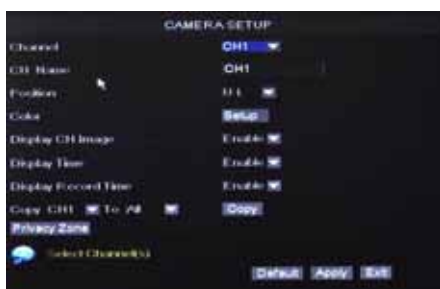 CAMERA SETUP
Channel CH1
CH Name CH1
Position
Color Setup
Display CH Image Enable
Display Time Enable
Display Record Time Enable
Copy CH1 To All Copy
Privacy Zone
Select Channel(s)
Default Apply Exit